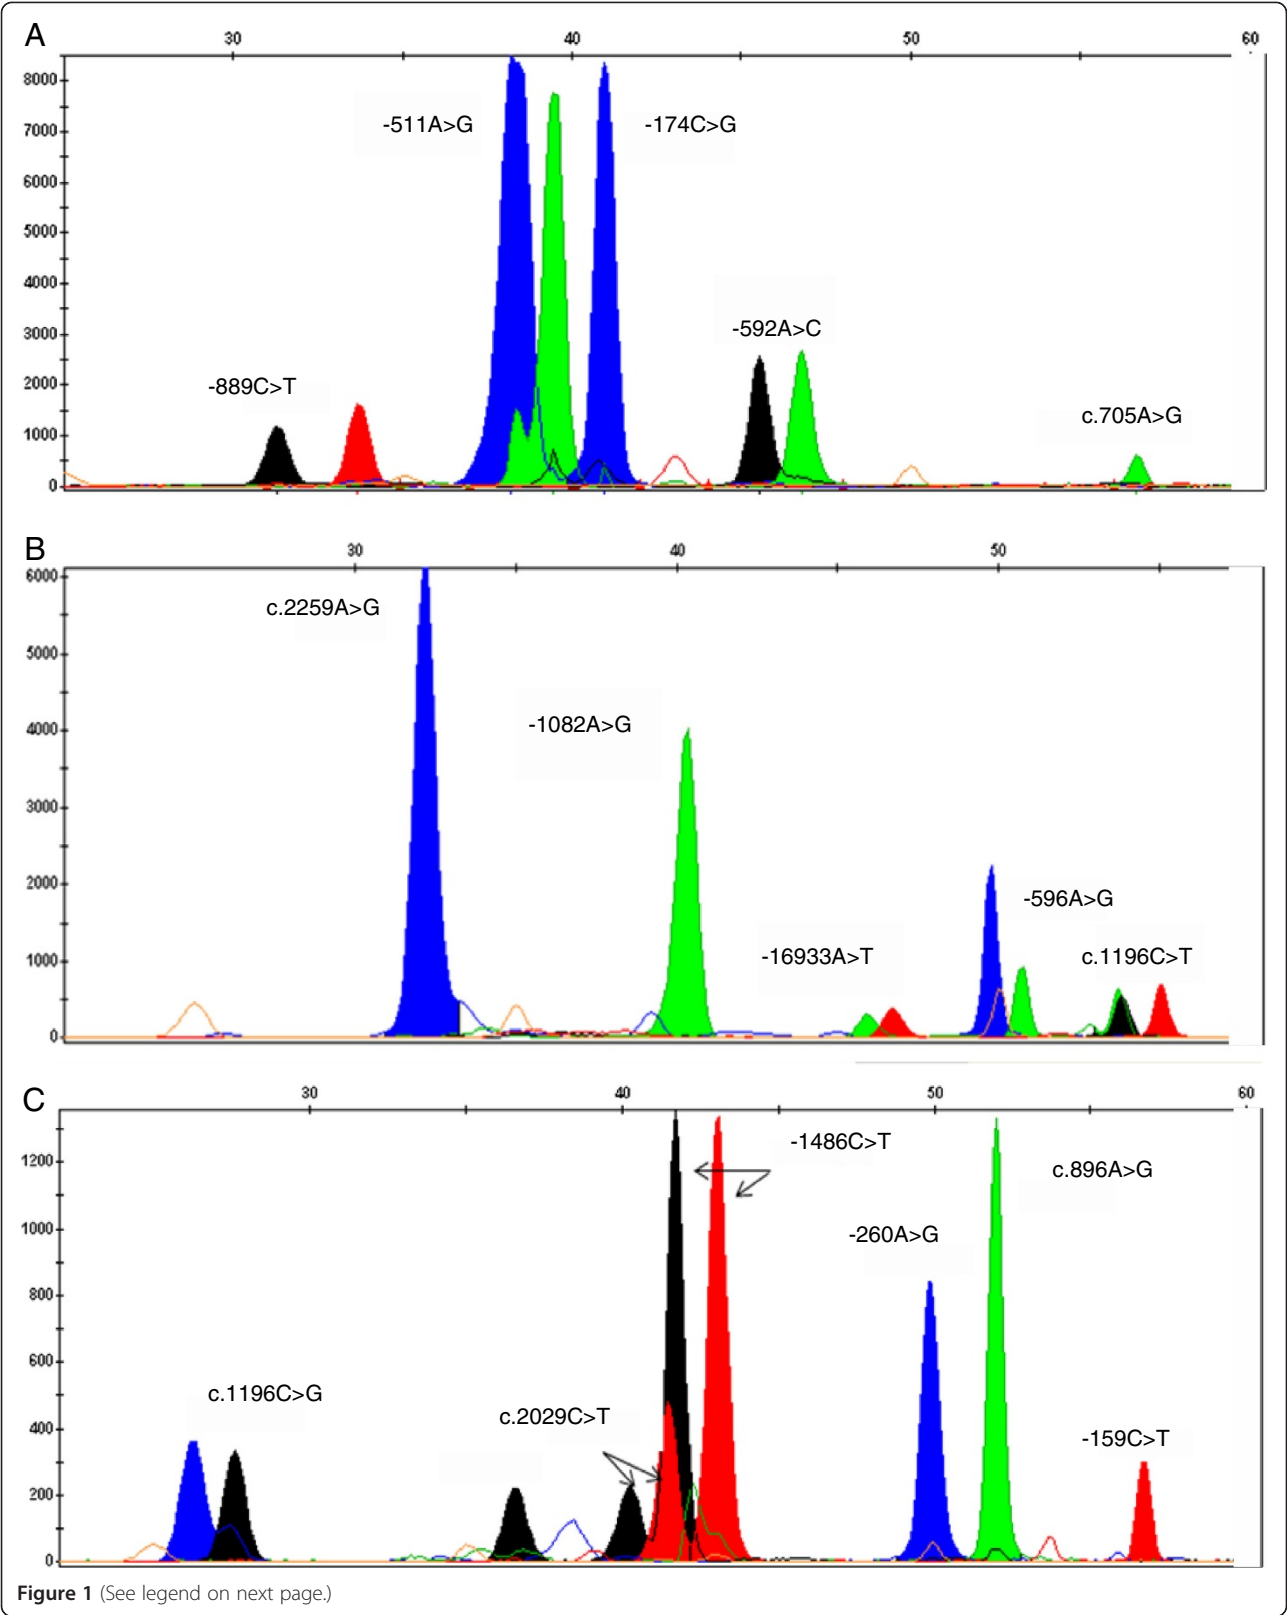 A
30 40 50 60
8000
7000
6000
5000
4000
3000
2000
1000
0
-511A>G
-174C>G
-592A>C
-889C>T
c.705A>G
B
30 40 50
6000
5000
4000
3000
2000
1000
0
c.2259A>G
-1082A>G
-596A>G
-16933A>T
c.1196C>T
C
30 40 50 60
1200
1000
800
600
400
200
0
-1486C>T
c.896A>G
-260A>G
c.1196C>G
c.2029C>T
-159C>T
Figure 1 (See legend on next page.)